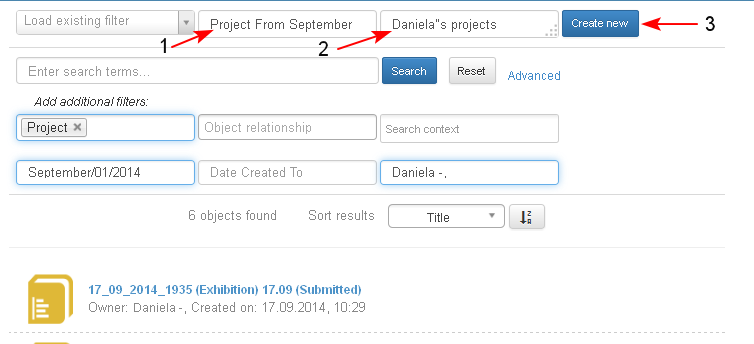 Load existing filter Project From September Daniela"s projects Create new 3
1 2
Enter search terms... Search Reset Advanced
Add additional filters:
Project Object relationship Search context
September/01/2014 Date Created To Daniela -,
6 objects found Sort results Title
17_09_2014_1935 (Exhibition) 17.09 (Submitted)
Owner: Daniela -, Created on: 17.09.2014, 10:29